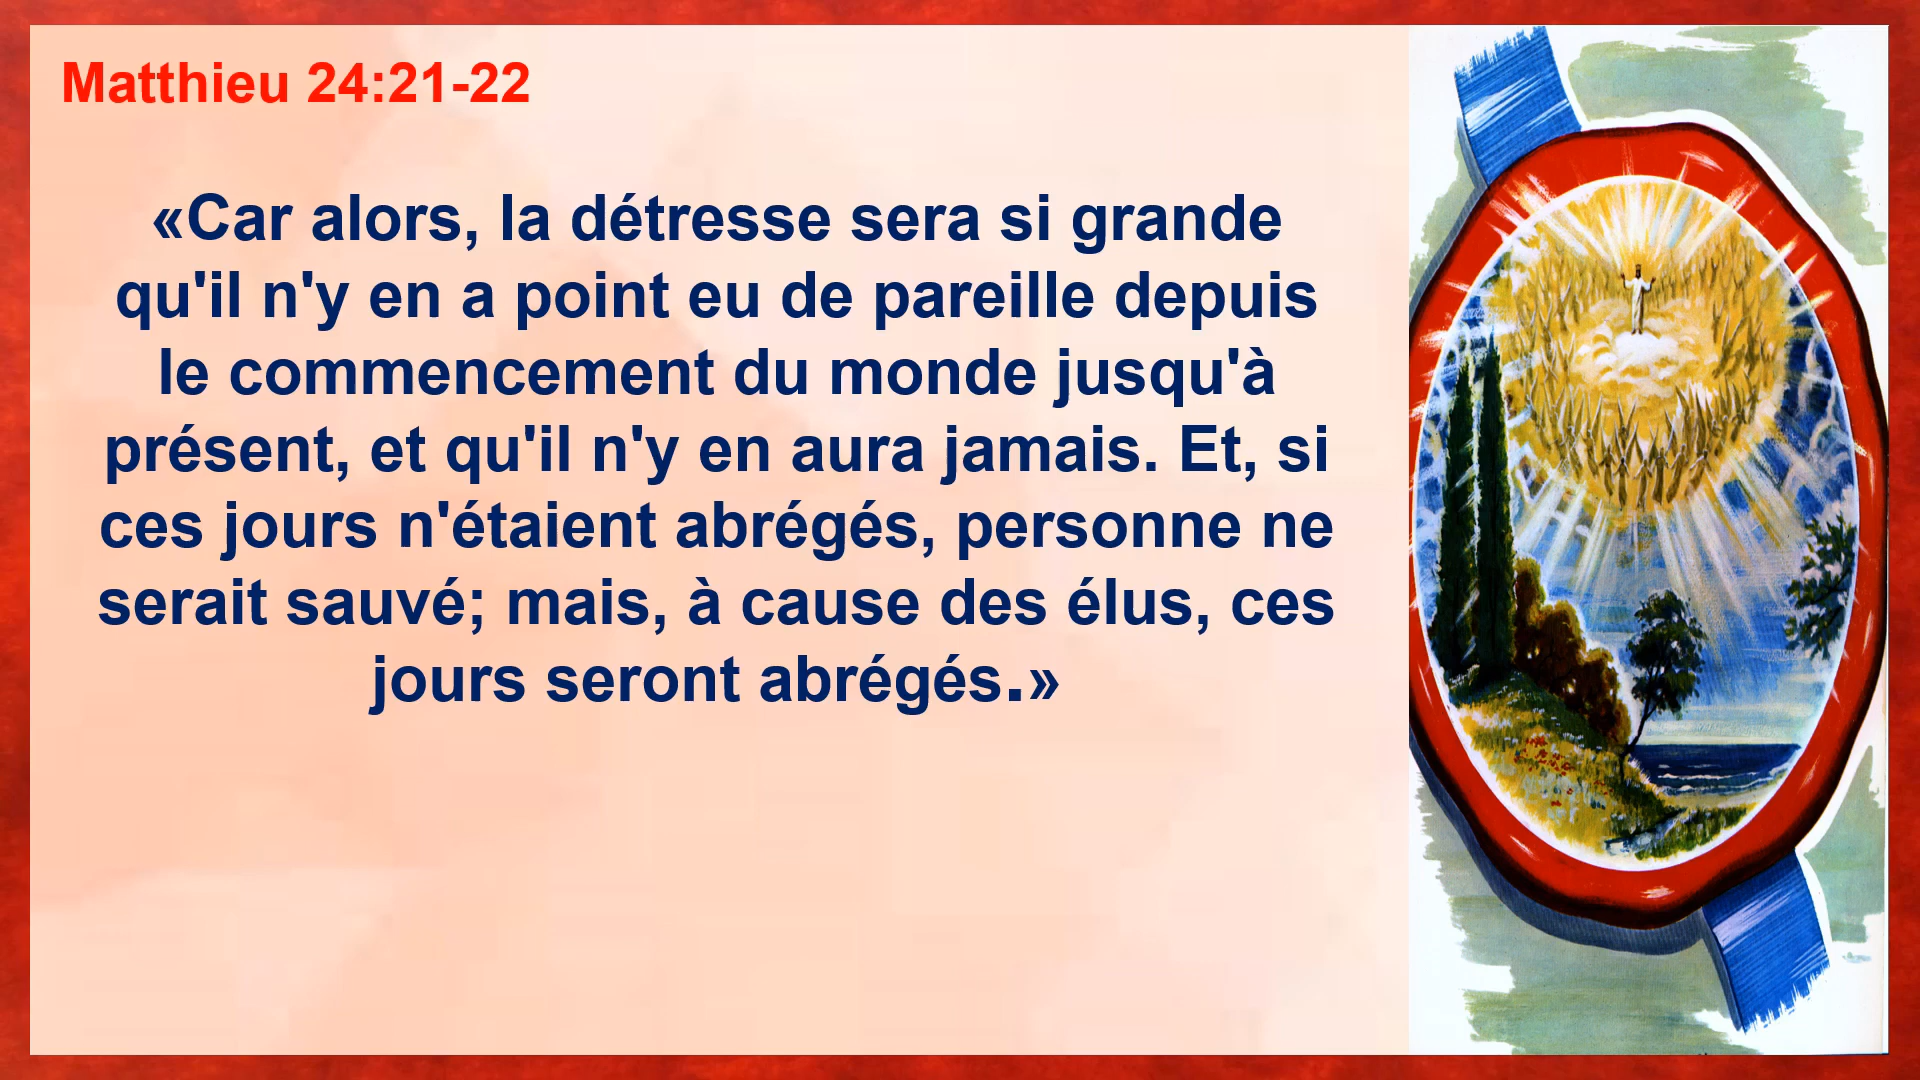 Matthieu 24:21-22
«Car alors, la détresse sera si grande
qu'il n'y en a point eu de pareille depuis
le commencement du monde jusqu'à
présent, et qu'il n'y en aura jamais. Et, si
ces jours n'étaient abrégés, personne ne
serait sauvé; mais, à cause des élus, ces
jours seront abrégés.»